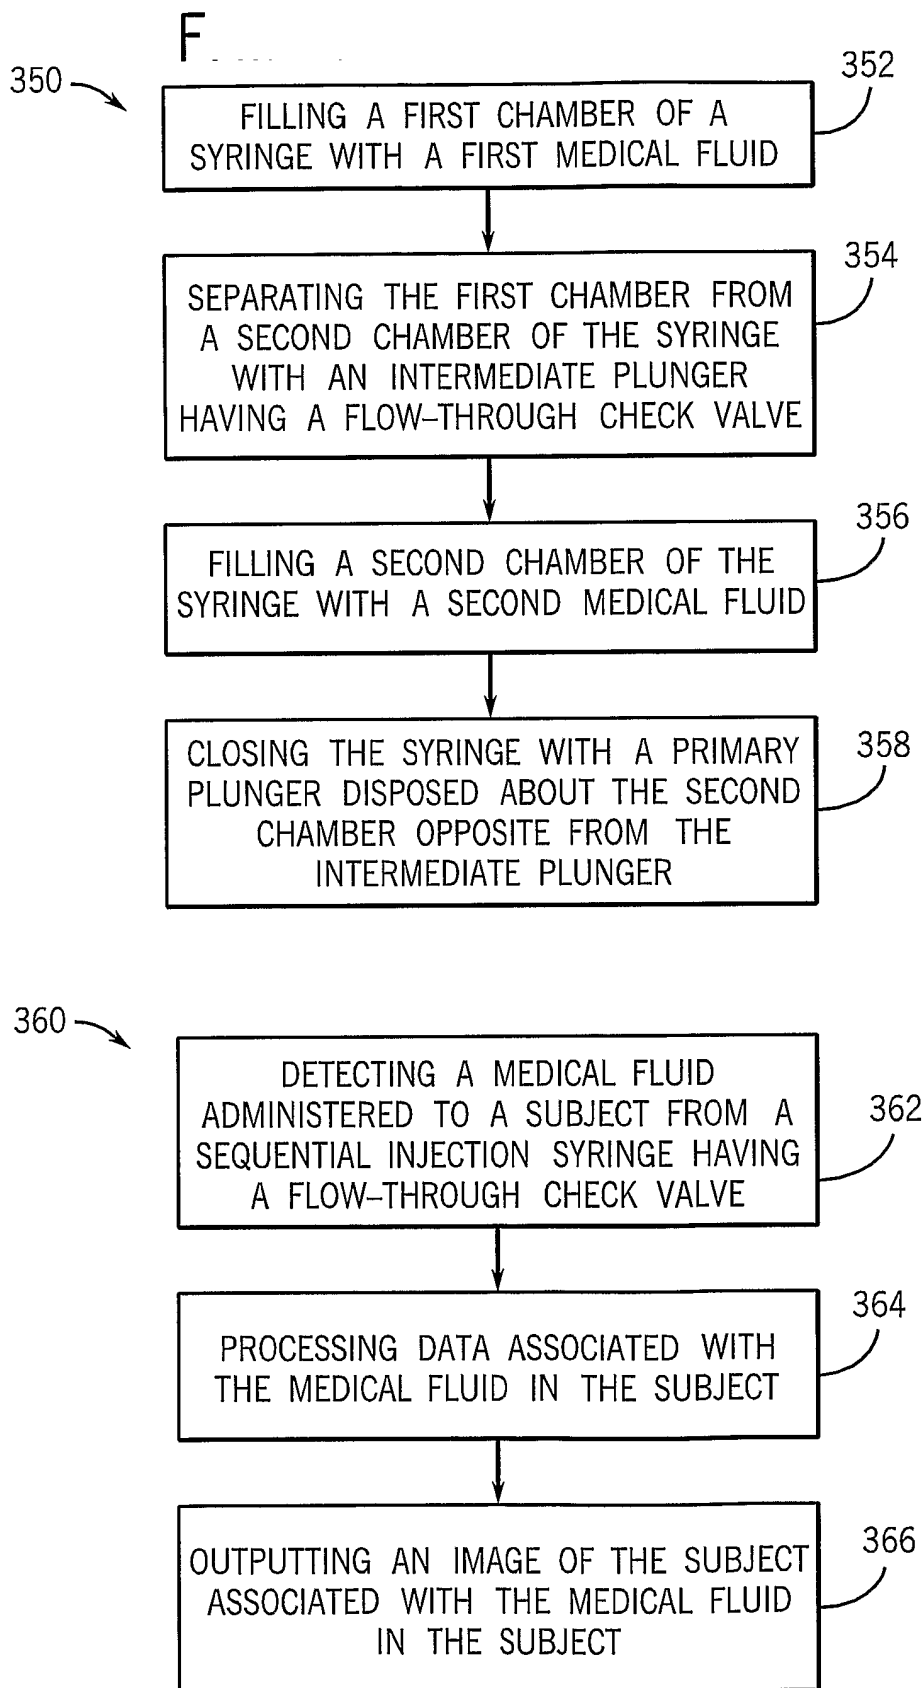 F
350
352
FILLING A FIRST CHAMBER OF A
SYRINGE WITH A FIRST MEDICAL FLUID
354
SEPARATING THE FIRST CHAMBER FROM
A SECOND CHAMBER OF THE SYRINGE
WITH AN INTERMEDIATE PLUNGER
HAVING A FLOW–THROUGH CHECK VALVE
356
FILLING A SECOND CHAMBER OF THE
SYRINGE WITH A SECOND MEDICAL FLUID
358
CLOSING THE SYRINGE WITH A PRIMARY
PLUNGER DISPOSED ABOUT THE SECOND
CHAMBER OPPOSITE FROM THE
INTERMEDIATE PLUNGER
360
362
DETECTING A MEDICAL FLUID
ADMINISTERED TO A SUBJECT FROM A
SEQUENTIAL INJECTION SYRINGE HAVING
A FLOW–THROUGH CHECK VALVE
364
PROCESSING DATA ASSOCIATED WITH
THE MEDICAL FLUID IN THE SUBJECT
366
OUTPUTTING AN IMAGE OF THE SUBJECT
ASSOCIATED WITH THE MEDICAL FLUID
IN THE SUBJECT